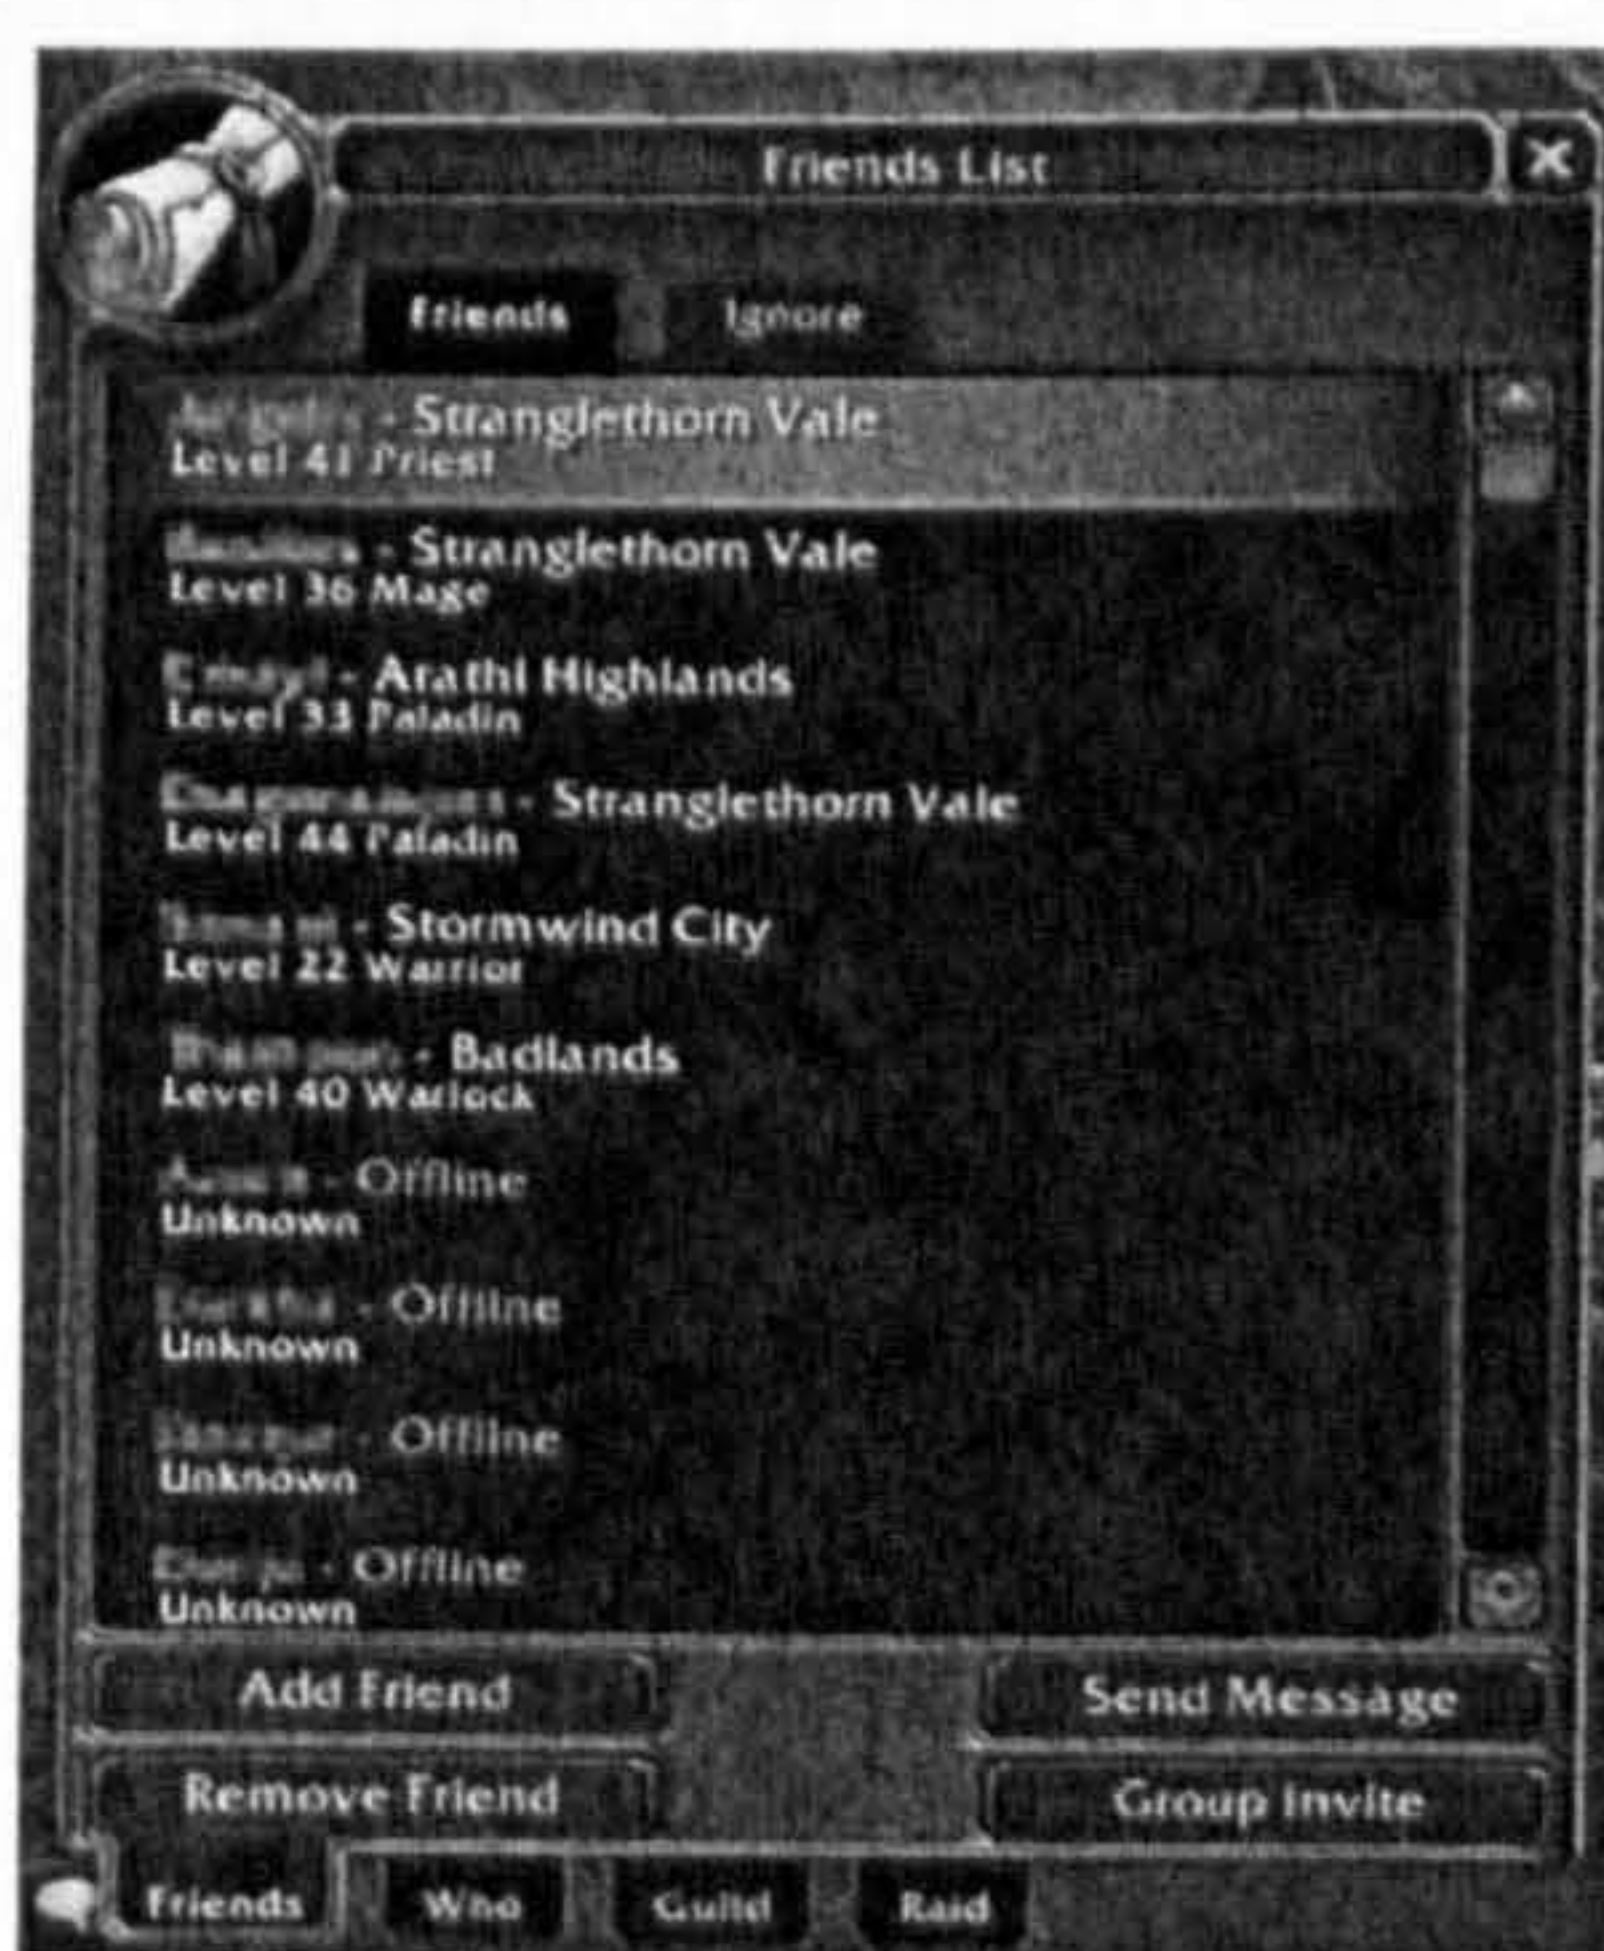 Friends List
Friends Ignore
- Stranglethorn Vale
Level 41 Priest
- Stranglethorn Vale
Level 36 Mage
- Arathi Highlands
Level 33 Paladin
- Stranglethorn Vale
Level 44 Paladin
- Stormwind City
Level 22 Warrior
- Badlands
Level 40 Warlock
- Offline
Unknown
- Offline
Unknown
- Offline
Unknown
- Offline
Unknown
Add Friend Send Message
Remove Friend Group Invite
Friends Who Guild Raid